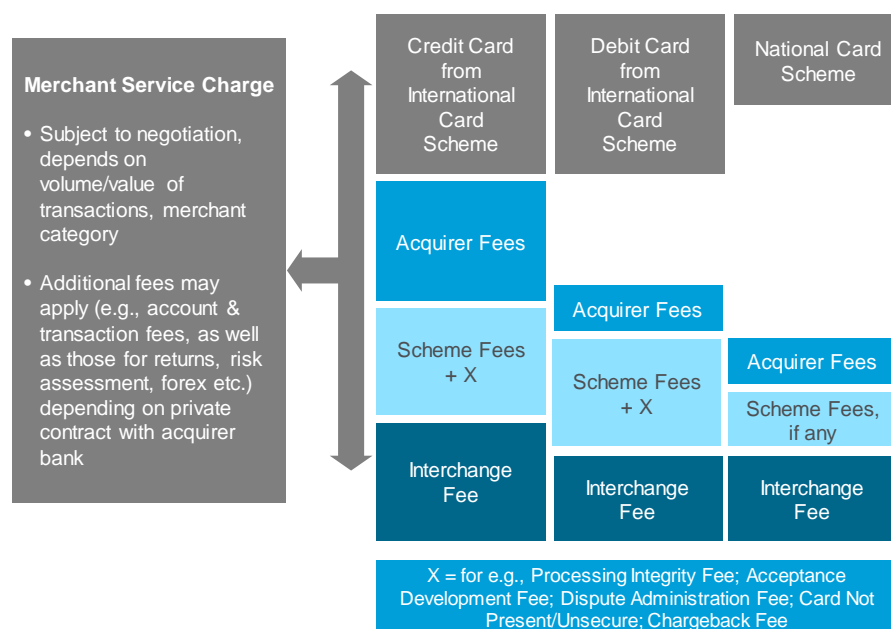 Merchant Service Charge
• Subject to negotiation,
depends on
volume/value of
transactions, merchant
category
• Additional fees may
apply (e.g., account &
transaction fees, as well
as those for returns, risk
assessment, forex etc.)
depending on private
contract with acquirer
bank
Credit Card
from
International
Card
Scheme
Debit Card
from
International
Card
Scheme
National Card
Scheme
Acquirer Fees
Scheme Fees
+ X
Interchange
Fee
Acquirer Fees
Scheme Fees
+ X
Interchange
Fee
Acquirer Fees
Scheme Fees,
if any
Interchange
Fee
X = for e.g., Processing Integrity Fee; Acceptance
Development Fee; Dispute Administration Fee; Card Not
Present/Unsecure; Chargeback Fee